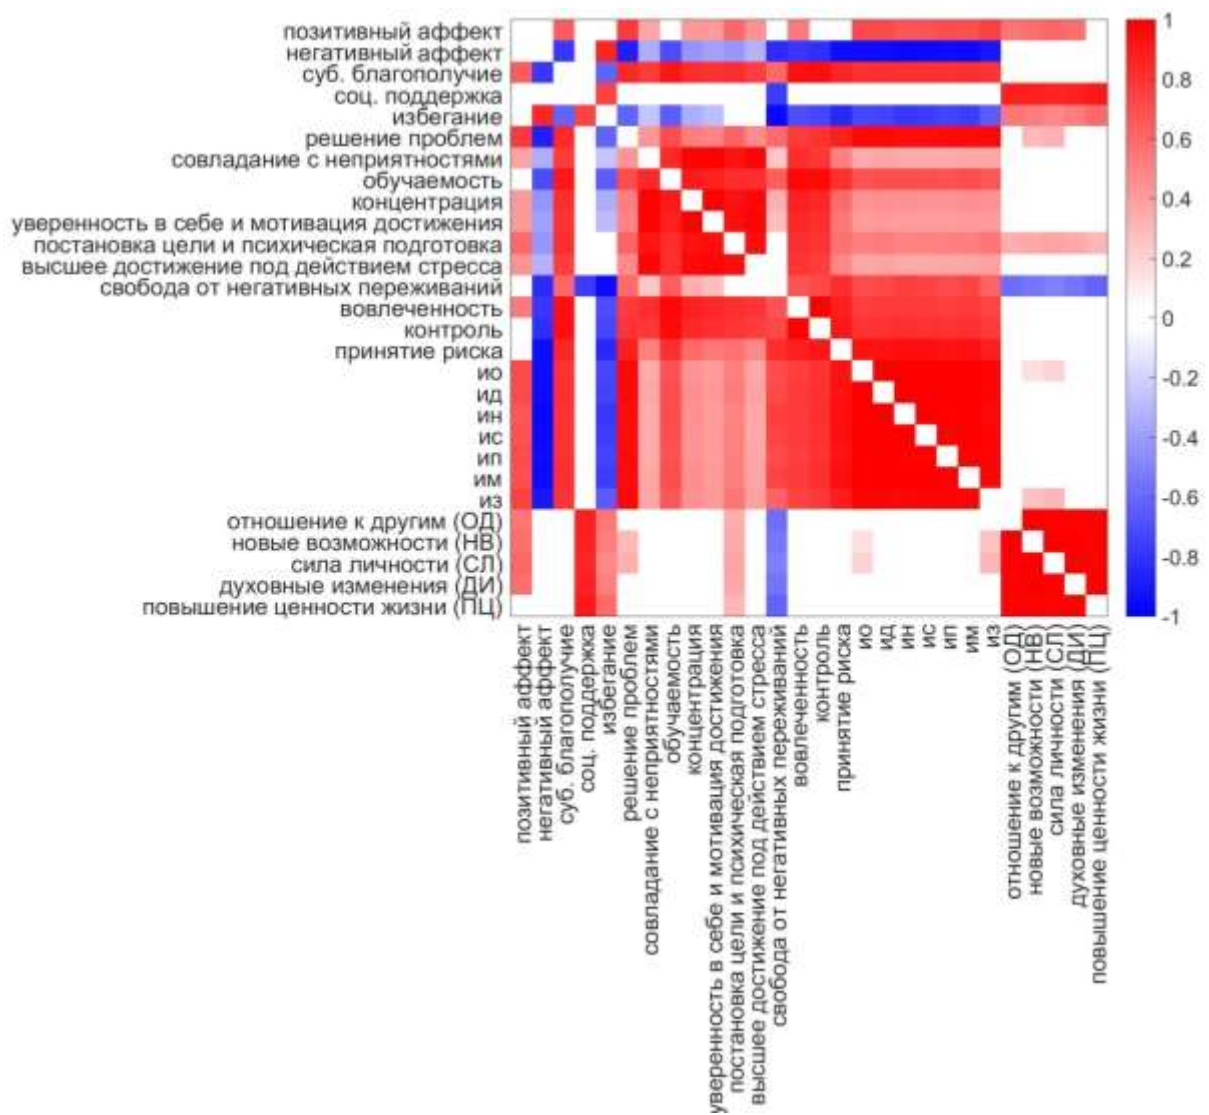 позитивный аффект
негативный аффект
суб. благополучие
соц. поддержка
избегание
решение проблем
совладание с неприятностями
обучаемость
концентрация
уверенность в себе и мотивация достижения
постановка цели и психическая подготовка
высшее достижение под действием стресса
свобода от негативных переживаний
вовлеченность
контроль
принятие риска
ио
ид
ин
ис
ип
им
из
отношение к другим (ОД)
новые возможности (НВ)
сила личности (СЛ)
духовные изменения (ДИ)
повышение ценности жизни (ПЦ)
1
0.8
0.6
0.4
0.2
0
-0.2
-0.4
-0.6
-0.8
-1
позитивный аффект
негативный аффект
суб. благополучие
соц. поддержка
избегание
решение проблем
совладание с неприятностями
обучаемость
концентрация
уверенность в себе и мотивация достижения
постановка цели и психическая подготовка
высшее достижение под действием стресса
свобода от негативных переживаний
вовлеченность
контроль
принятие риска
ио
ид
ин
ис
ип
им
из
отношение к другим (ОД)
новые возможности (НВ)
сила личности (СЛ)
духовные изменения (ДИ)
повышение ценности жизни (ПЦ)